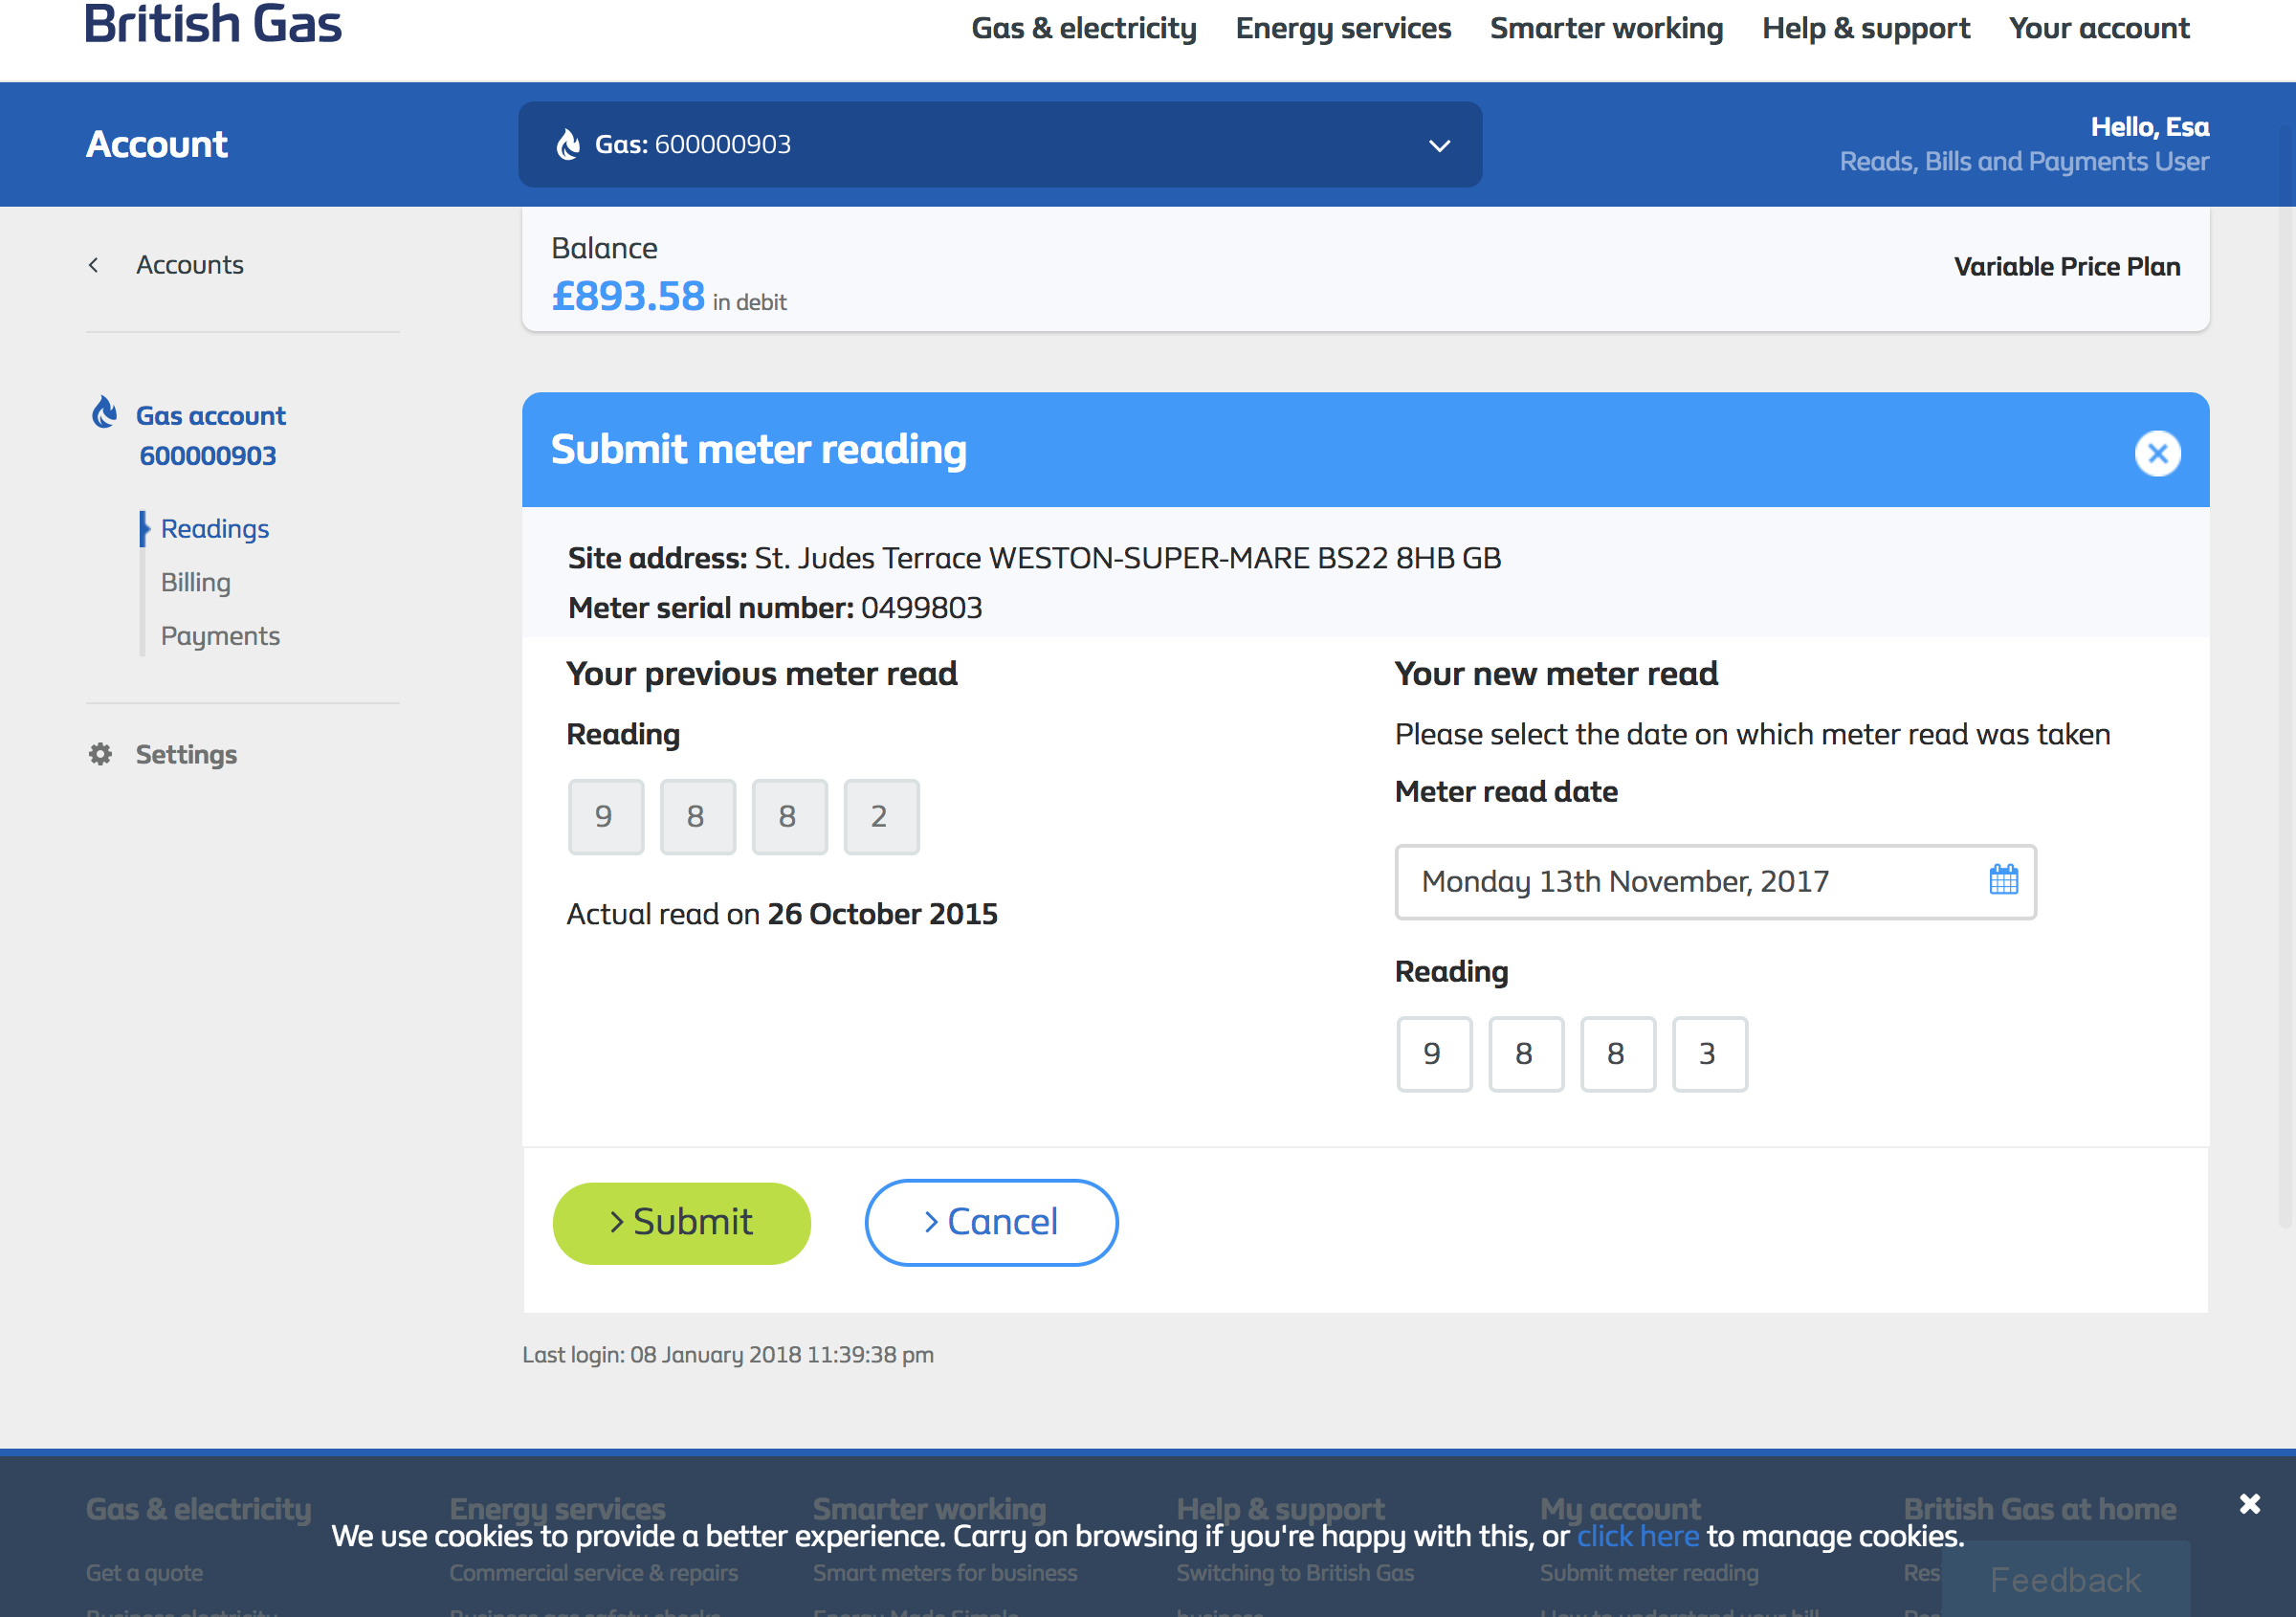 British Gas
Gas & electricity Energy services Smarter working Help & support Your account
Account
Gas: 600000903
Hello, Esa
Reads, Bills and Payments User
Accounts
Balance
£893.58 in debit
Variable Price Plan
Gas account
600000903
Readings
Billing
Payments
Settings
Submit meter reading
Site address: St. Judes Terrace WESTON-SUPER-MARE BS22 8HB GB
Meter serial number: 0499803
Your previous meter read
Reading
9 8 8 2
Actual read on 26 October 2015
Your new meter read
Please select the date on which meter read was taken
Meter read date
Monday 13th November, 2017
Reading
9 8 8 3
Submit Cancel
Last login: 08 January 2018 11:39:38 pm
Gas & electricity Energy services Smarter working Help & support My account British Gas at home
We use cookies to provide a better experience. Carry on browsing if you're happy with this, or click here to manage cookies.
Get a quote Commercial service & repairs Smart meters for business Switching to British Gas Submit meter reading Res
Feedback